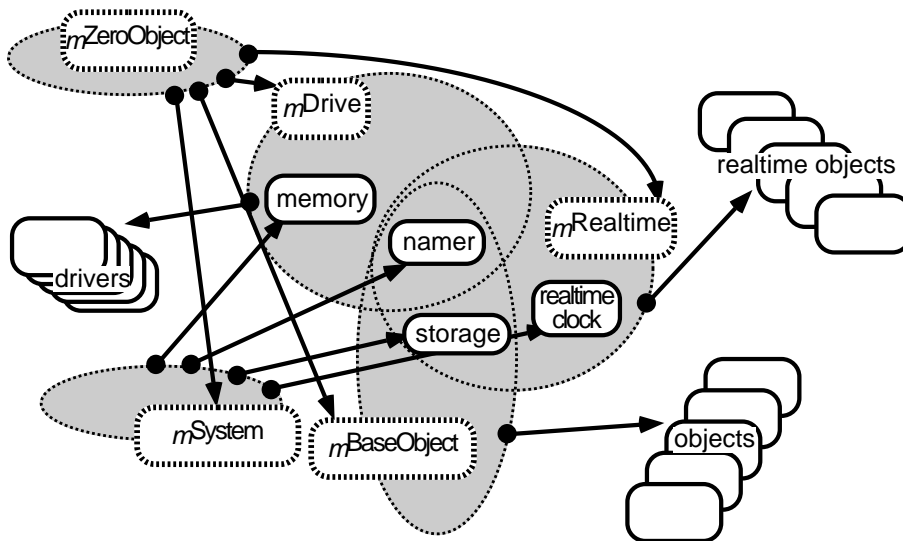 mZeroObject
mDrive
realtime objects
memory
mRealtime
namer
drivers
realtime
clock
storage
mSystem
mBaseObject
objects